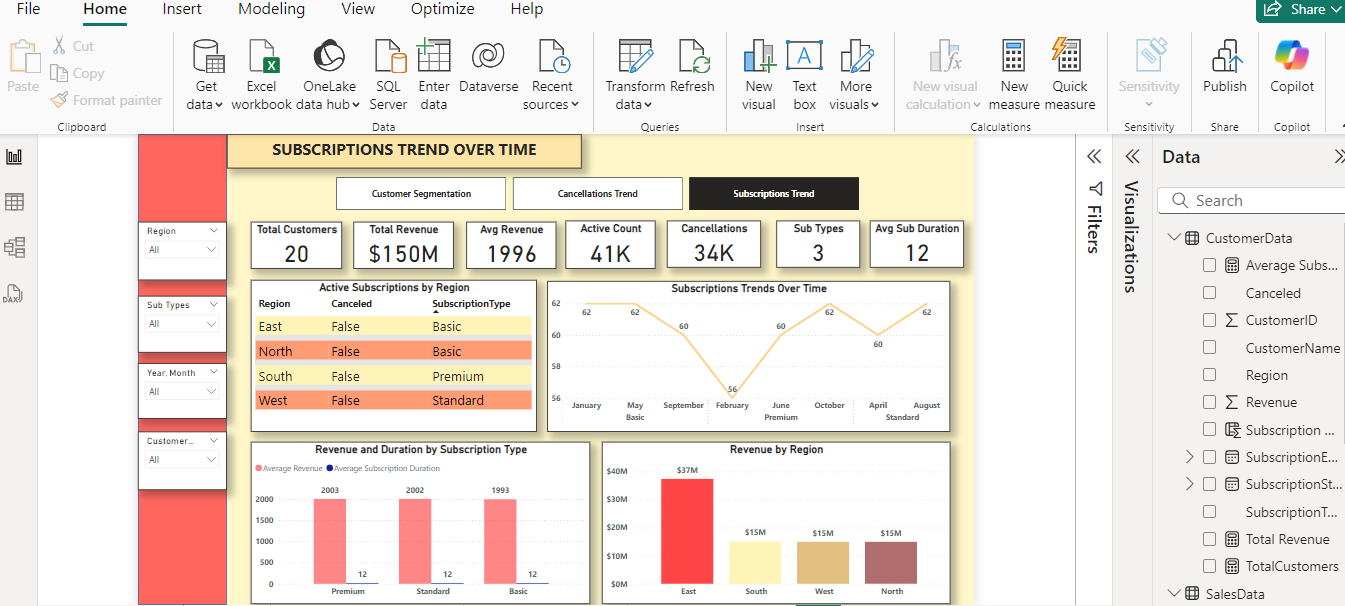 File Home Insert Modeling View Optimize Help Share
Paste
Cut
Copy
Format painter
Clipboard
Get data
Excel workbook
OneLake data hub
SQL Server
Enter data
Dataverse
Recent sources
Data
Transform data
Refresh
Queries
New visual
Text box
More visuals
Insert
New visual calculation
New measure
Quick measure
Calculations
Sensitivity
Sensitivity
Publish
Share
Copilot
Copilot
SUBSCRIPTIONS TREND OVER TIME
Customer Segmentation
Cancellations Trend
Subscriptions Trend
Region
All
Sub Types
All
Year, Month
All
Customer...
All
Total Customers
20
Total Revenue
$150M
Avg Revenue
1996
Active Count
41K
Cancellations
34K
Sub Types
3
Avg Sub Duration
12
Active Subscriptions by Region
Region Canceled SubscriptionType
East False Basic
North False Basic
South False Premium
West False Standard
Subscriptions Trends Over Time
62
60
58
56
62 62 60 56 60 62 60 62
January May September February June October April August
Basic Premium Standard
Revenue and Duration by Subscription Type
Average Revenue Average Subscription Duration
2000
1500
1000
500
0
2003 2002 1993
12 12 12
Premium Standard Basic
Revenue by Region
$40M
$30M
$20M
$10M
$0M
$37M $15M $15M $15M
East South West North
Filters
Visualizations
Data
Search
CustomerData
Average Subs...
Canceled
CustomerID
CustomerName
Region
Revenue
Subscription ...
SubscriptionE...
SubscriptionSt...
SubscriptionT...
Total Revenue
TotalCustomers
SalesData
DAX